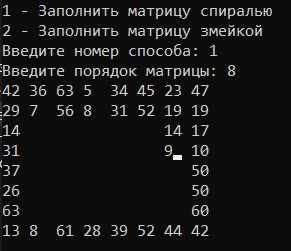 1 - Заполнить матрицу спиралью
2 - Заполнить матрицу змейкой
Введите номер способа: 1
Введите порядок матрицы: 8
42 36 63 5  34 45 23 47
29 7  56 8  31 52 19 19
14                14 17
31                9_ 10
37                   50
26                   50
63                   60
13 8  61 28 39 52 44 42